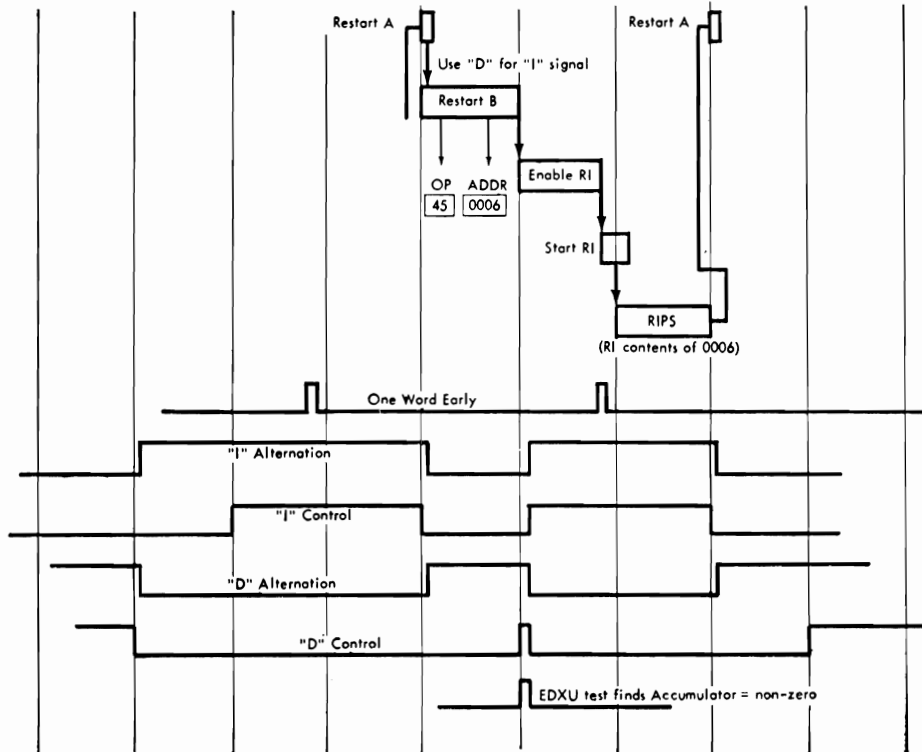 Restart A
Restart A
Use "D" for "I" signal
Restart B
Enable RI
OP ADDR
45 0006
Start RI
RIPS
(RI contents of 0006)
One Word Early
"I" Alternation
"I" Control
"D" Alternation
"D" Control
EDXU test finds Accumulator = non-zero